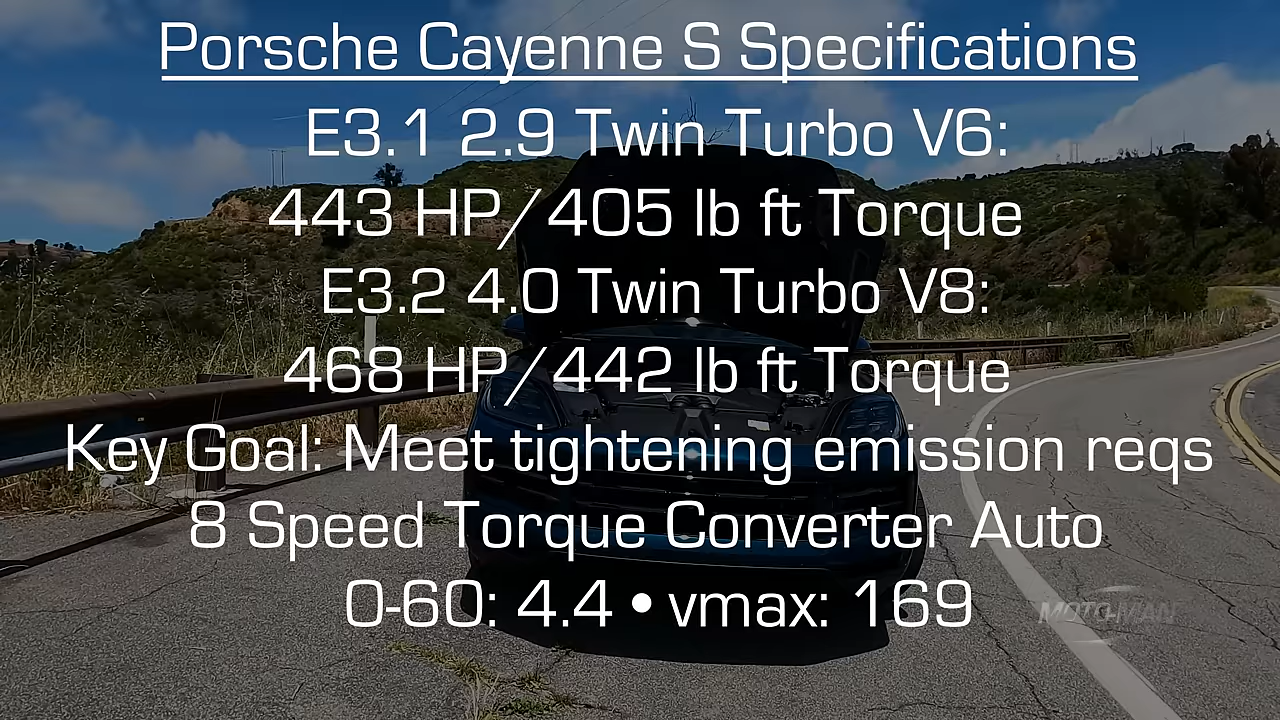 Porsche Cayenne S Specifications
E3.1 2.9 Twin Turbo V6:
443 HP/405 lb ft Torque
E3.2 4.0 Twin Turbo V8:
468 HP/442 lb ft Torque
Key Goal: Meet tightening emission reqs
8 Speed Torque Converter Auto
0-60: 4.4 • vmax: 169
MOTOMAN